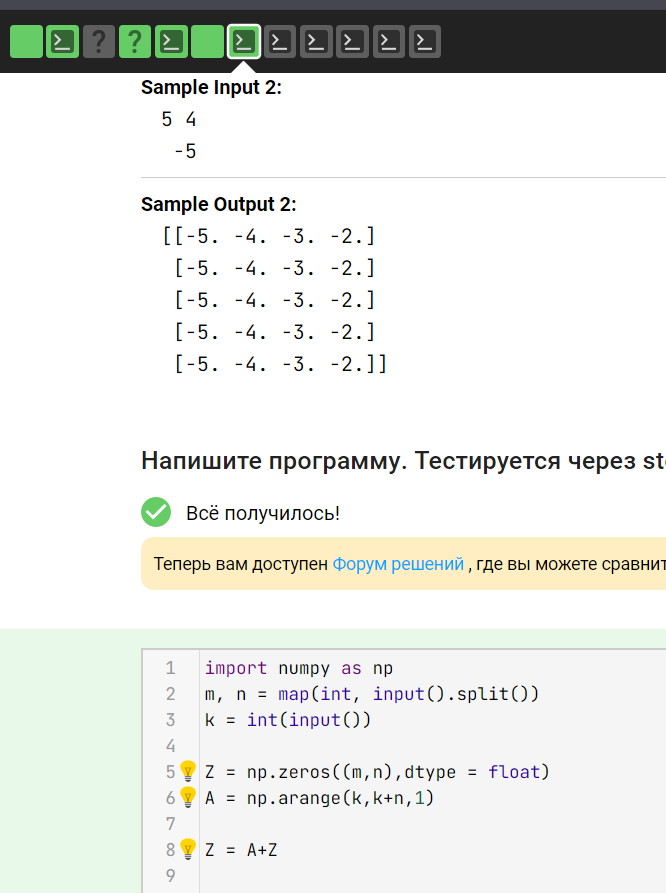 ? ?
Sample Input 2:
5 4
-5
Sample Output 2:
[[-5. -4. -3. -2.]
[-5. -4. -3. -2.]
[-5. -4. -3. -2.]
[-5. -4. -3. -2.]
[-5. -4. -3. -2.]]
Напишите программу. Тестируется через
Всё получилось!
Теперь вам доступен Форум решений , где вы можете
1 import numpy as np
2 m, n = map(int, input().split())
3 k = int(input())
4
5 Z = np.zeros((m,n),dtype = float)
6 A = np.arange(k,k+n,1)
7
8 Z = A+Z
9